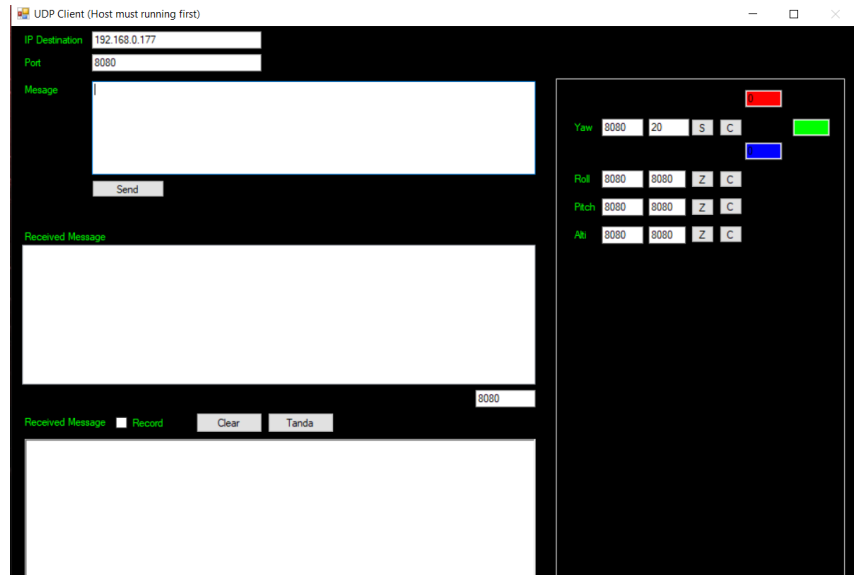 UDP Client (Host must running first)
IP Destination 192.168.0.177
Port 8080
Mesage
Send
0
Yaw 8080 20 S C
Roll 8080 8080 Z C
Pitch 8080 8080 Z C
Alti 8080 8080 Z C
Received Message
8080
Received Message Record Clear Tanda